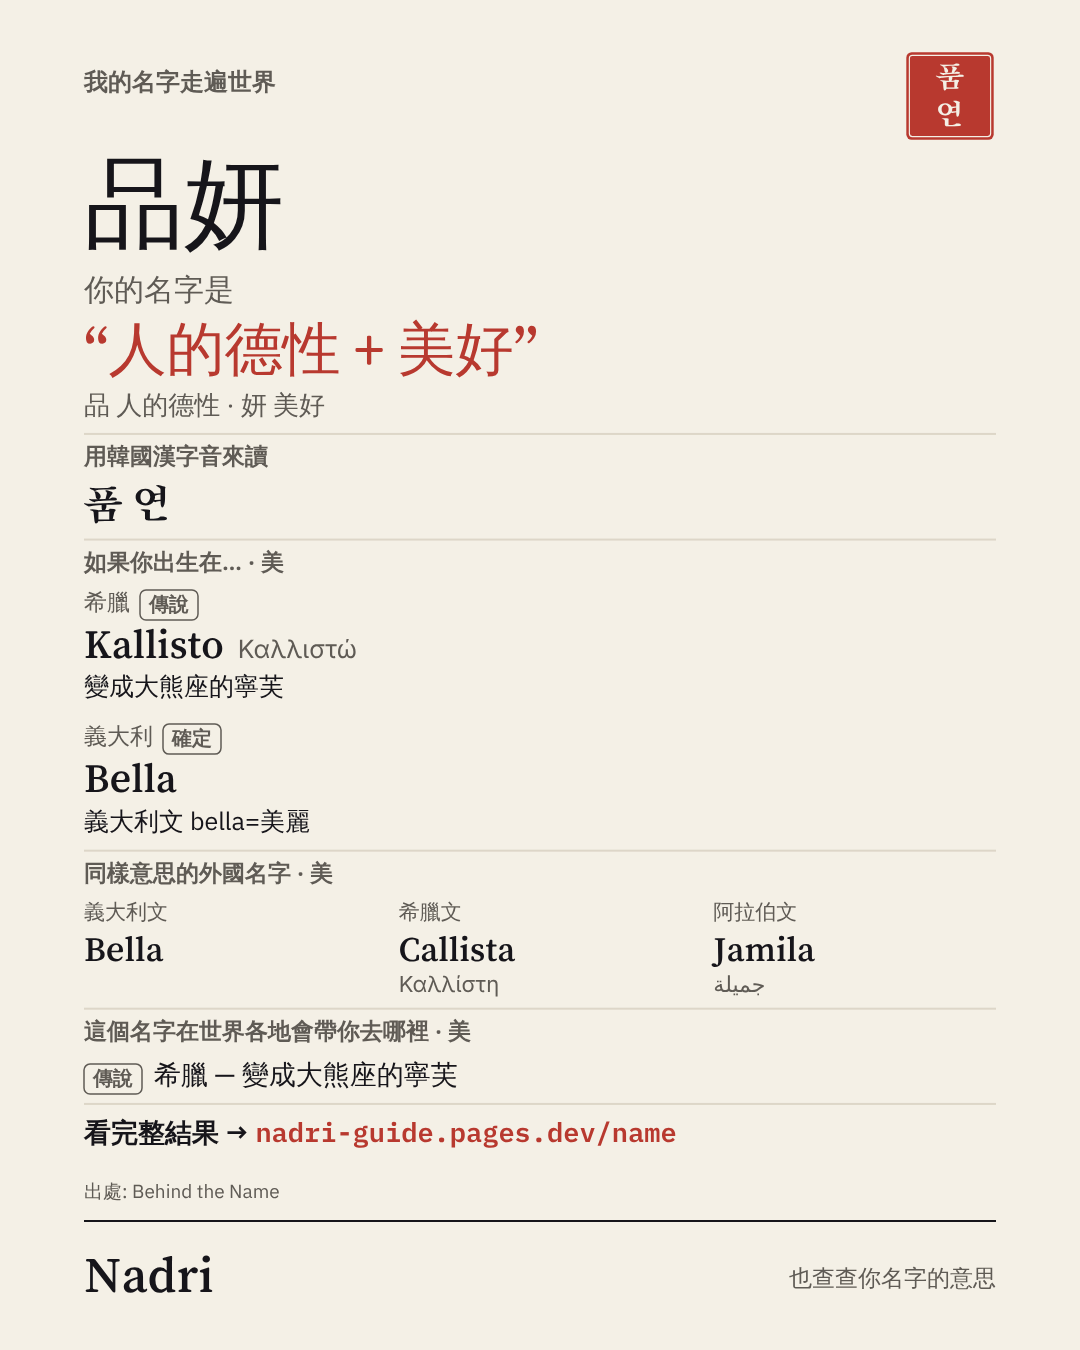 我的名字走遍世界
품
연
品妍
你的名字是
“人的德性 + 美好”
品 人的德性 · 妍 美好
用韓國漢字音來讀
품 연
如果你出生在... · 美
希臘 傳說
Kallisto Καλλιστώ
變成大熊座的寧芙
義大利 確定
Bella
義大利文 bella=美麗
同樣意思的外國名字 · 美
義大利文 希臘文 阿拉伯文
Bella Callista Jamila
Καλλίστη جميلة
這個名字在世界各地會帶你去哪裡 · 美
傳說 希臘 — 變成大熊座的寧芙
看完整結果 → nadri-guide.pages.dev/name
出處: Behind the Name
Nadri 也查查你名字的意思